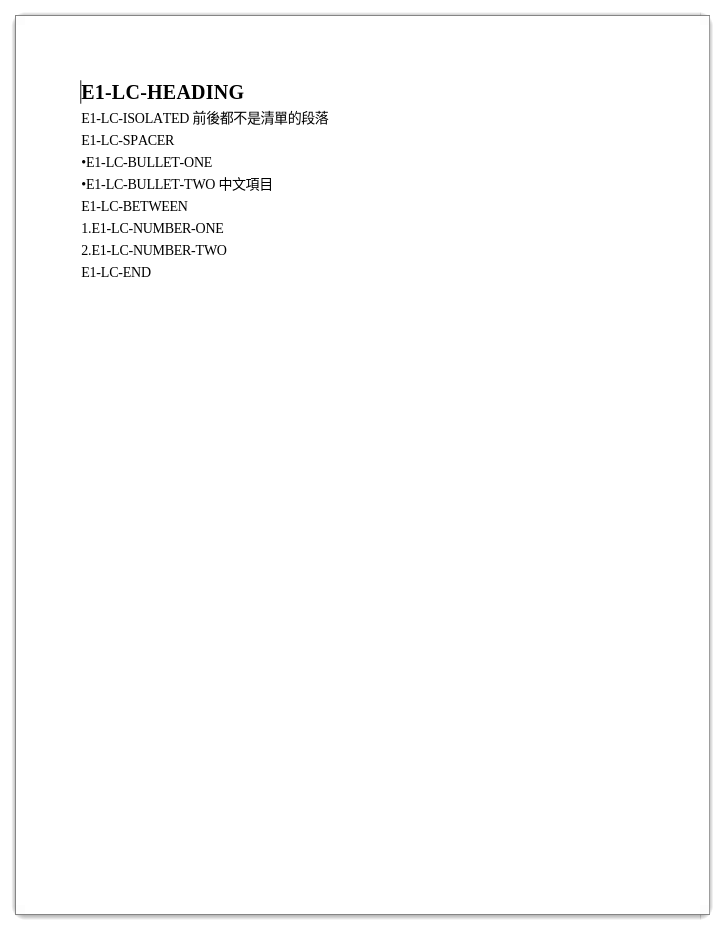 E1-LC-HEADING
E1-LC-ISOLATED 前後都不是清單的段落
E1-LC-SPACER
•E1-LC-BULLET-ONE
•E1-LC-BULLET-TWO 中文項目
E1-LC-BETWEEN
1.E1-LC-NUMBER-ONE
2.E1-LC-NUMBER-TWO
E1-LC-END